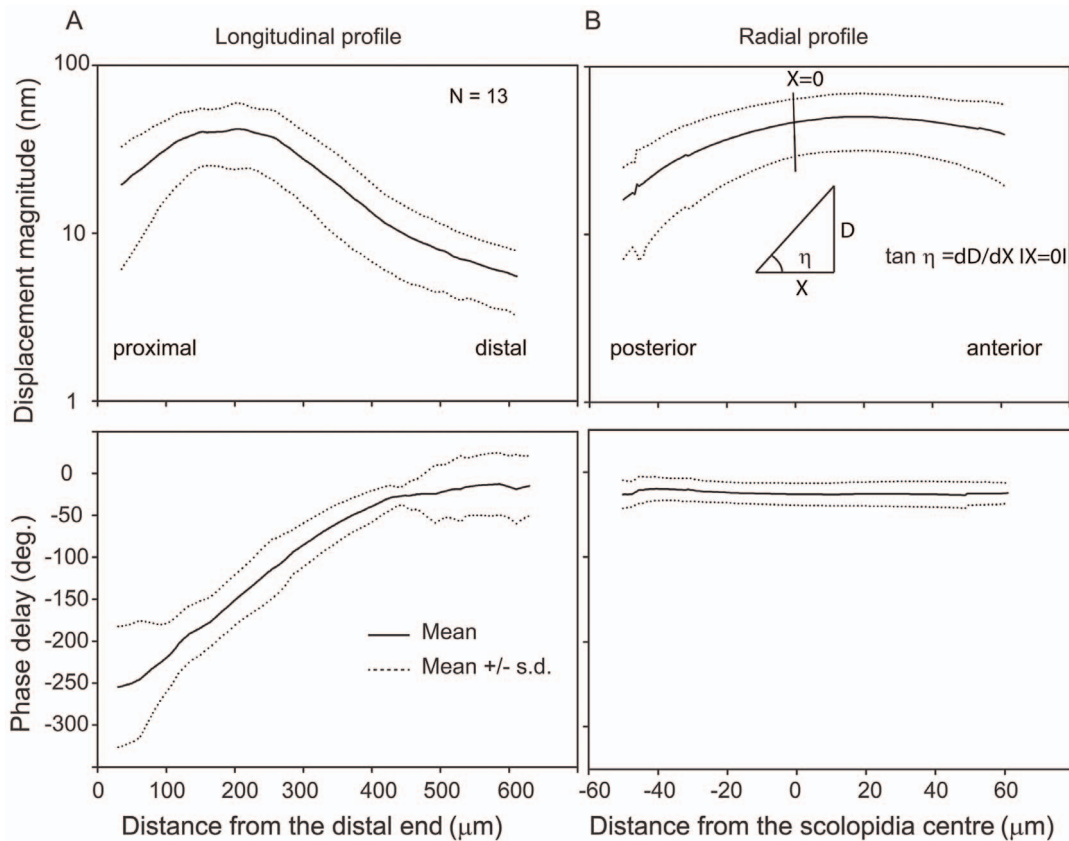 A
Longitudinal profile
B
Radial profile
Displacement magnitude (nm)
100
10
1
N = 13
proximal
distal
X=0
D
η
X
tan η =dD/dX IX=0I
posterior
anterior
Phase delay (deg.)
0
-50
-100
-150
-200
-250
-300
Mean
Mean +/- s.d.
0 100 200 300 400 500 600
Distance from the distal end (μm)
-60 -40 -20 0 20 40 60 80
Distance from the scolopidia centre (μm)